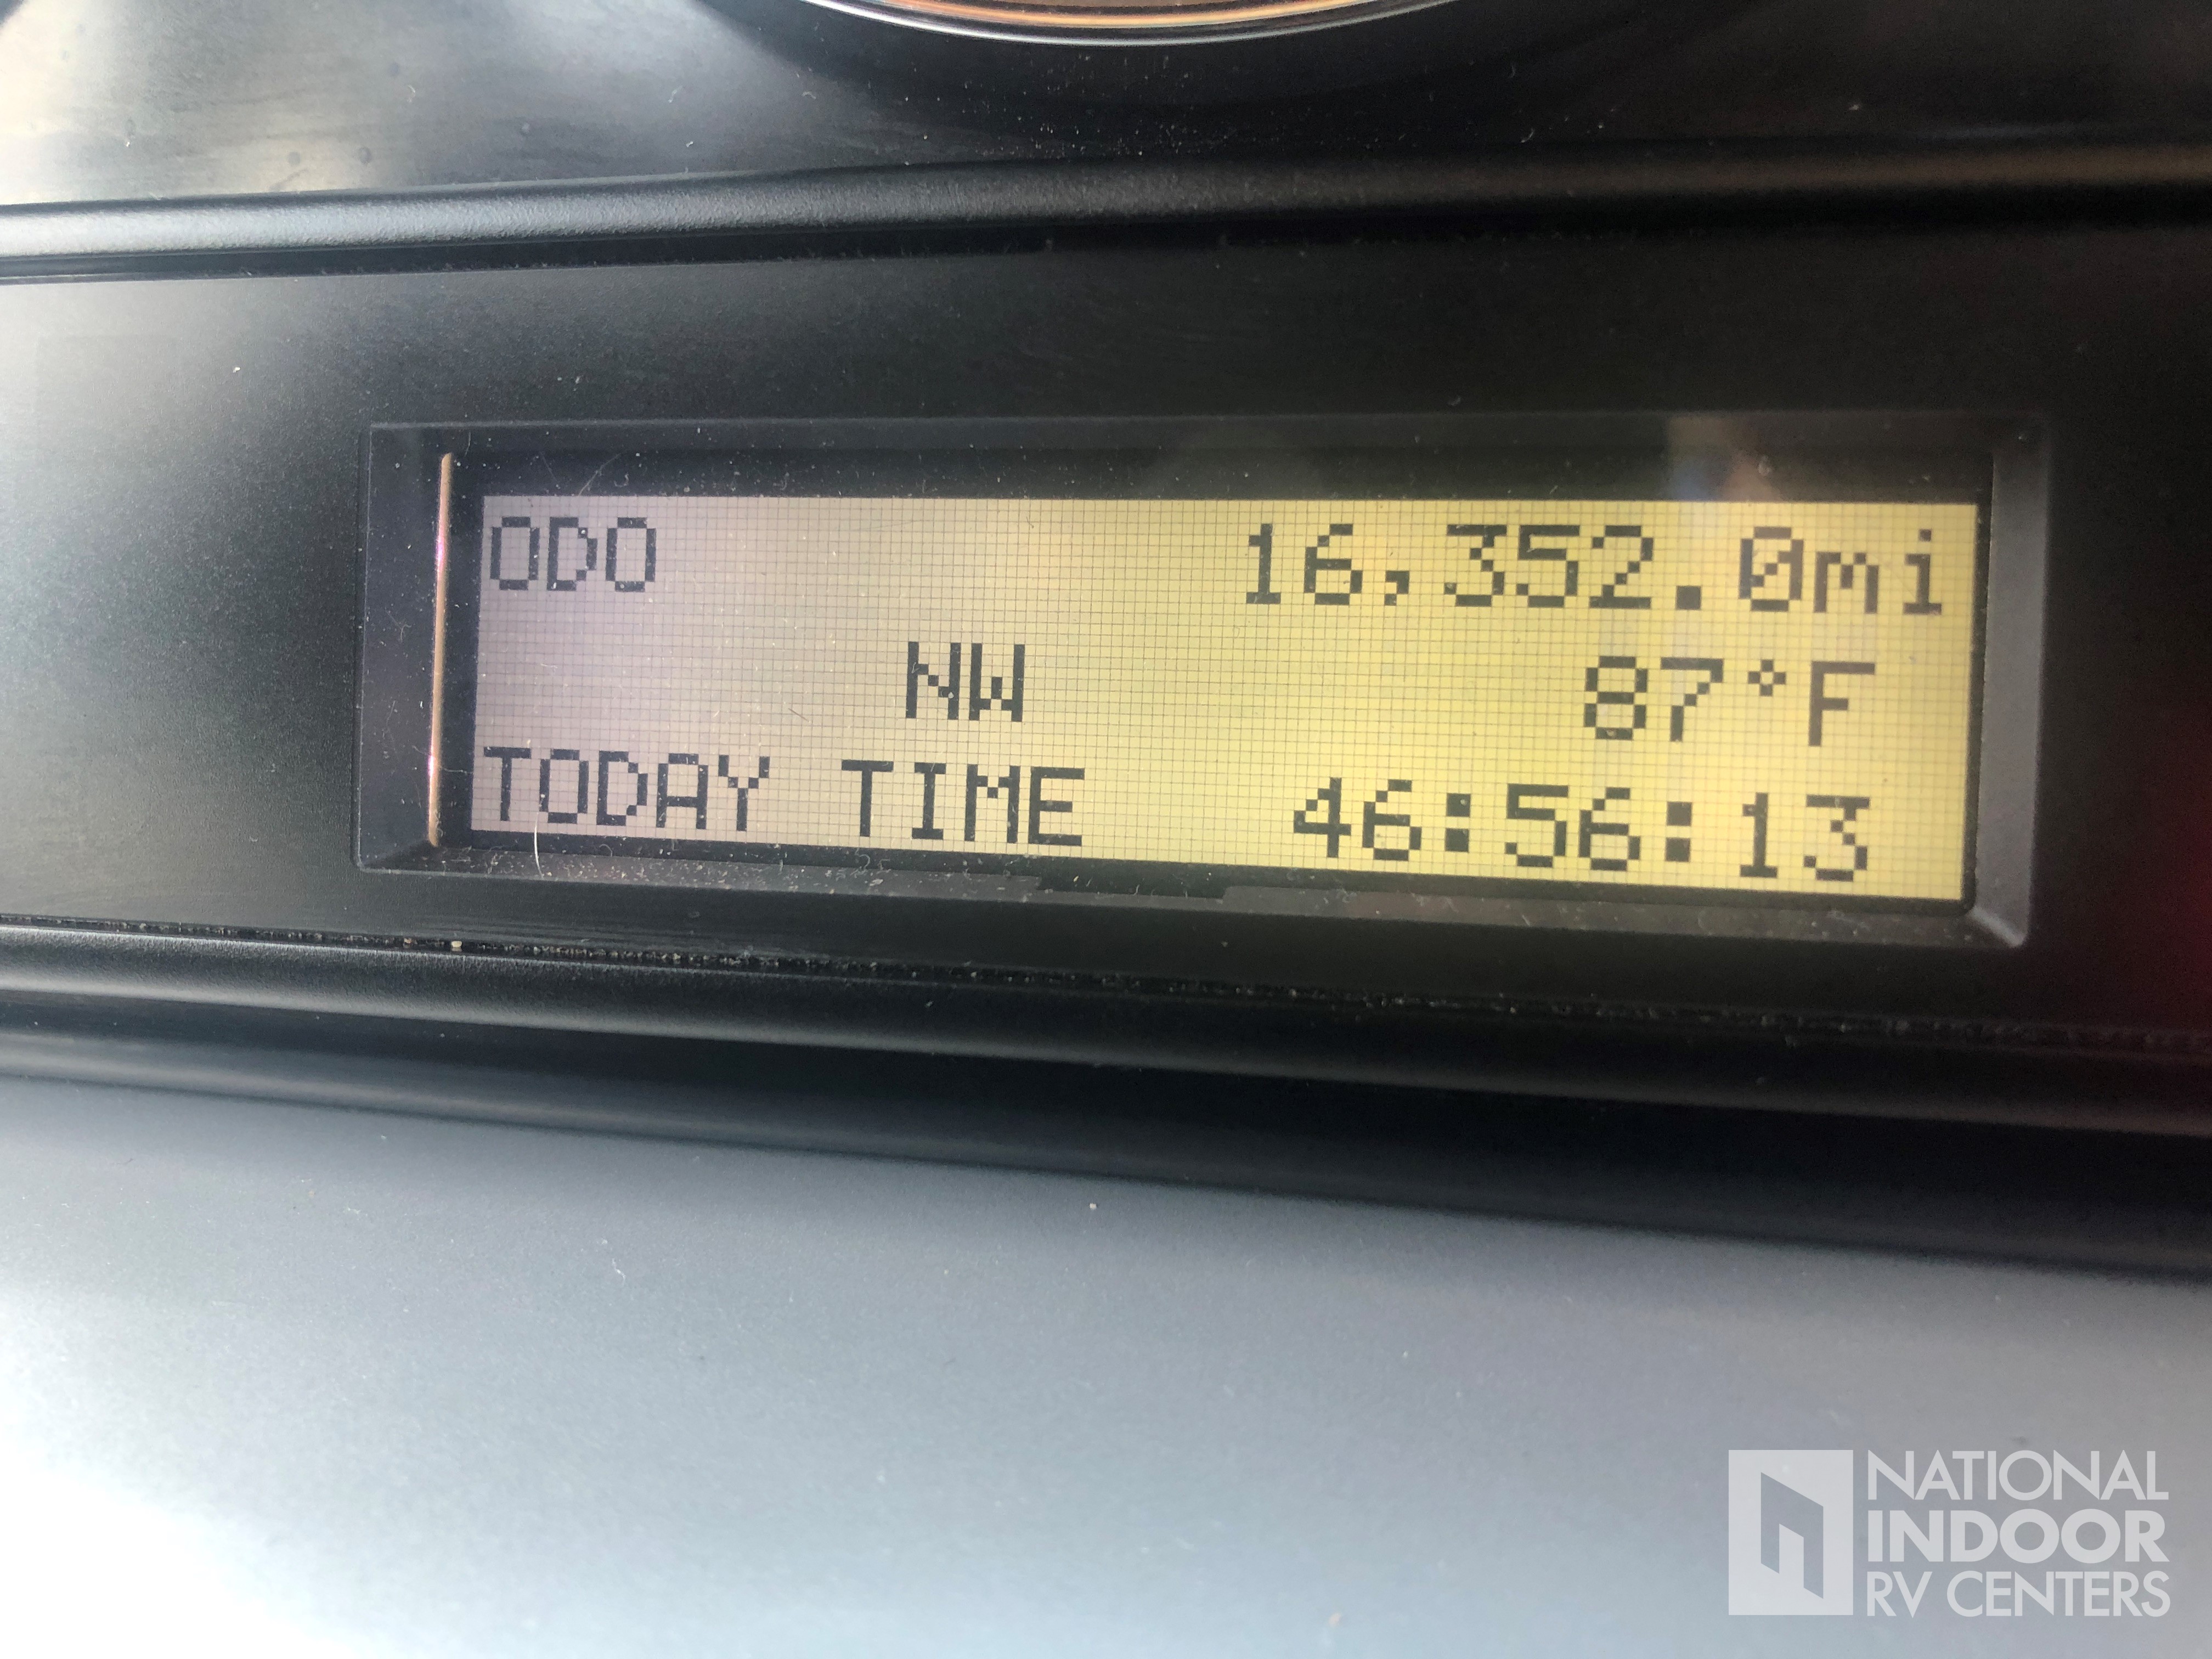 ODO 16,352.0mi
NW 87°F
TODAY TIME 46:56:13
NATIONAL
INDOOR
RV CENTERS